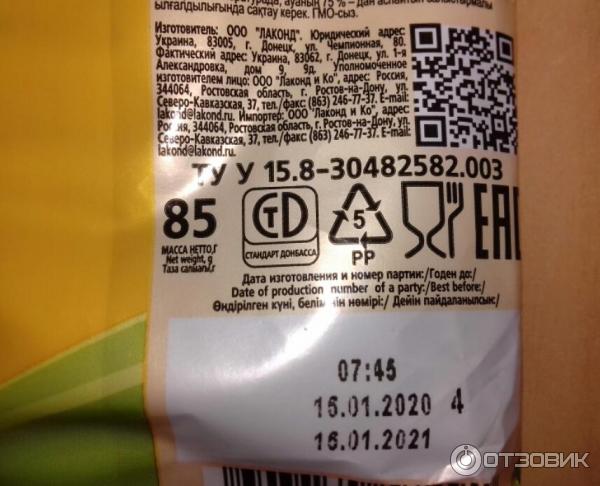 ылғалдылығында сақтау керек. ГМО-сыз.
Изготовитель: ООО "ЛАКОНД". Юридический адрес:
Украина, 83005, г. Донецк, ул. Чемпионная, 80.
Фактический адрес: Украина, 83062, г. Донецк, ул. 1-я
Александровка, дом 9, 9д. Уполномоченное
изготовителем лицо: ООО "Лаконд и Ко", адрес: Россия,
344064, Ростовская область, г. Ростов-на-Дону, ул.
Северо-Кавказская, 37, тел./факс (863) 246-77-37. E-mail:
lakond@lakond.ru. Импортер: ООО "Лаконд и Ко", адрес:
Россия, 344064, Ростовская область, г. Ростов-на-Дону, ул.
Северо-Кавказская, 37, тел./факс: (863) 246-77-37. E-mail:
lakond@lakond.ru.
ТУ У 15.8-30482582.003
85
МАССА НЕТТО, г
Net weight, g
Таза салмағы, г
СТАНДАРТ ДОНБАССА
5
PP
EAC
Дата изготовления и номер партии:/Годен до:/
Date of production number of a party:/Best before:/
Өндірілген күні, бөлімінің нөмірі:/ Дейін пайдаланылсын:/
07:45
16.01.2020 4
16.01.2021
ОТЗОВИК